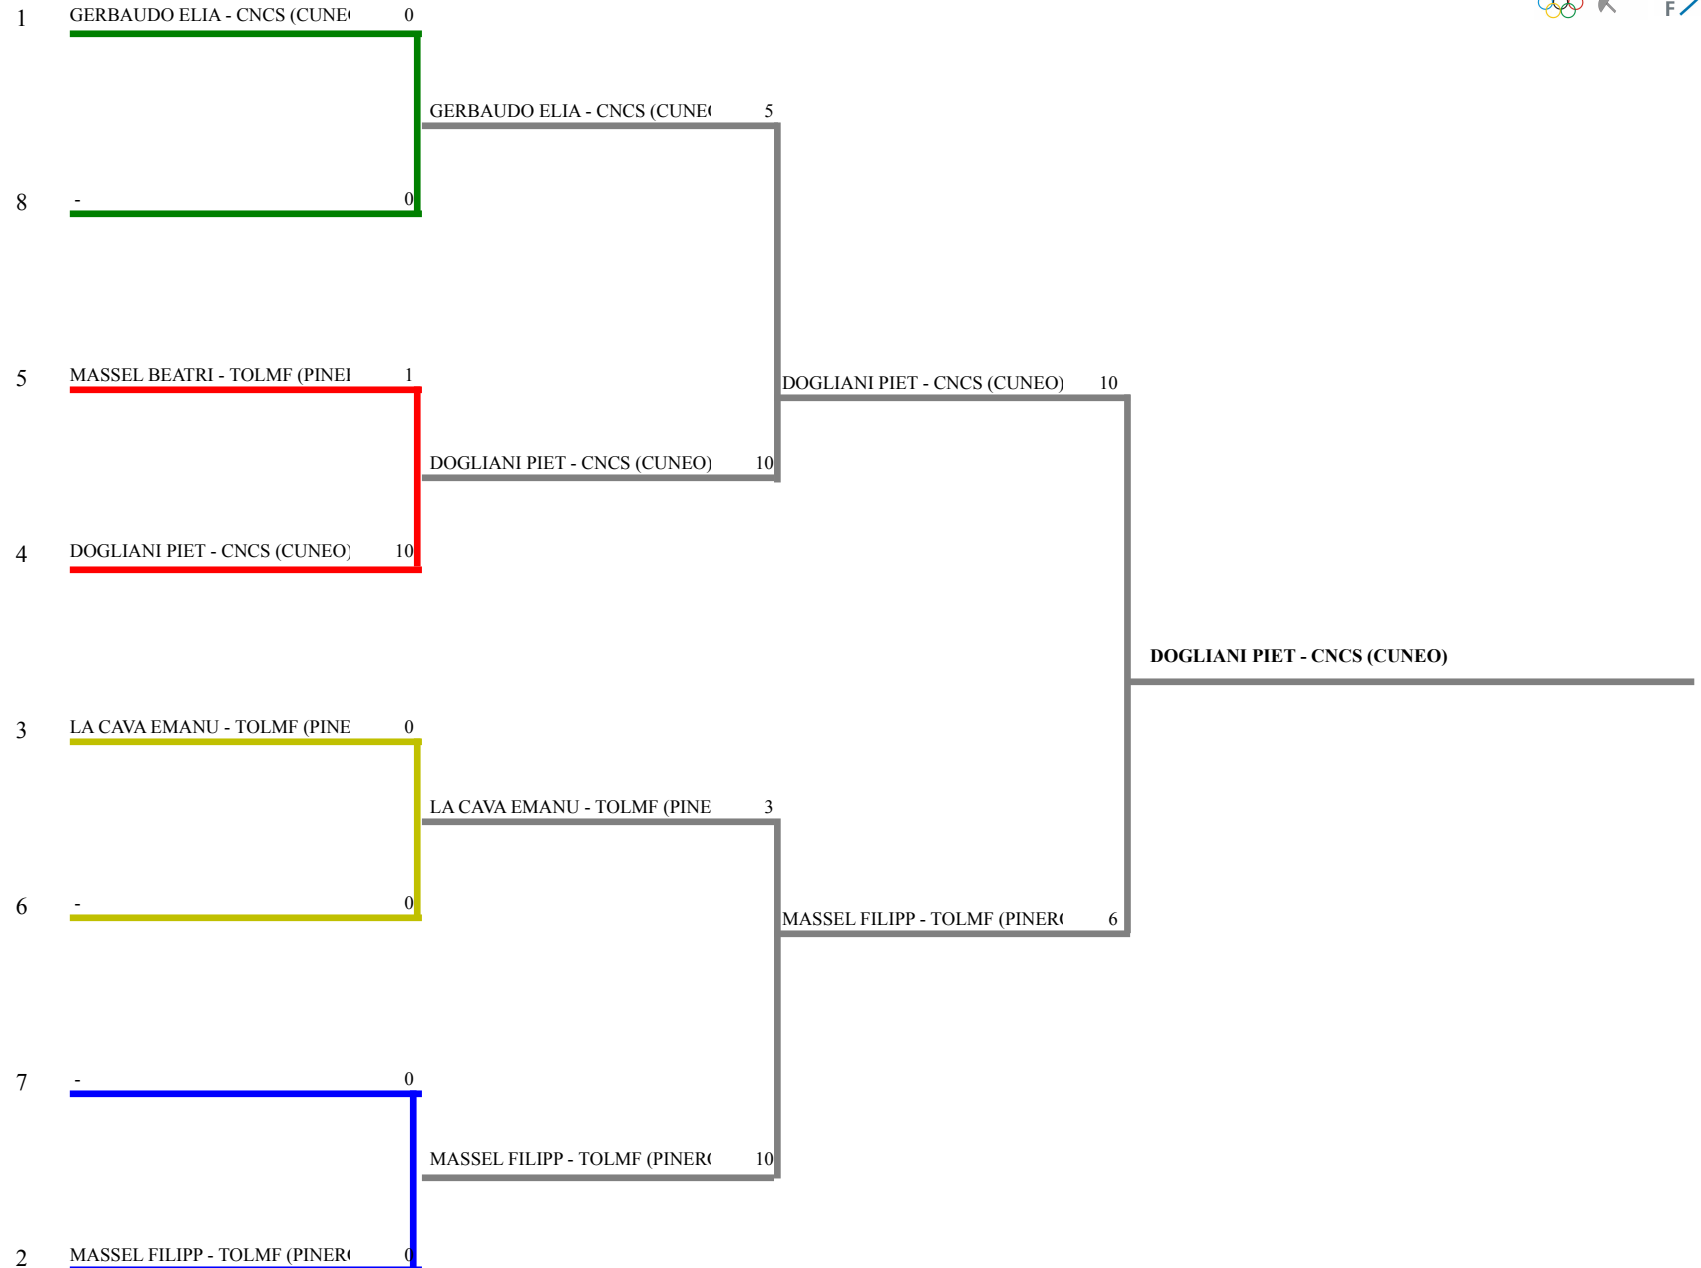 1 GERBAUDO ELIA - CNCS (CUNE 0
GERBAUDO ELIA - CNCS (CUNE 5
8 - 0
5 MASSEL BEATRI - TOLMF (PINE 1
DOGLIANI PIET - CNCS (CUNEO) 10
DOGLIANI PIET - CNCS (CUNEO) 10
4 DOGLIANI PIET - CNCS (CUNEO) 10
DOGLIANI PIET - CNCS (CUNEO)
3 LA CAVA EMANU - TOLMF (PINE 0
LA CAVA EMANU - TOLMF (PINE 3
6 - 0
MASSEL FILIPP - TOLMF (PINER 6
7 - 0
MASSEL FILIPP - TOLMF (PINER 10
2 MASSEL FILIPP - TOLMF (PINER 0
F